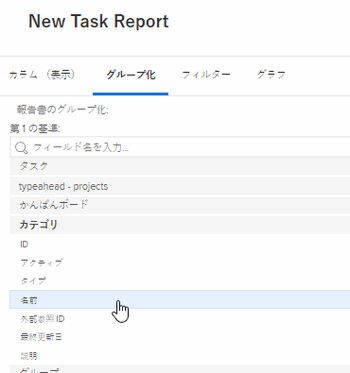 New Task Report
カラム (表示) グループ化 フィルター グラフ
報告書のグループ化:
第1の基準:
フィールド名を入力...
タスク
typeahead - projects
かんばんボード
カテゴリ
ID
アクティブ
タイプ
名前
外部参照 ID
最終更新日
説明
グループ